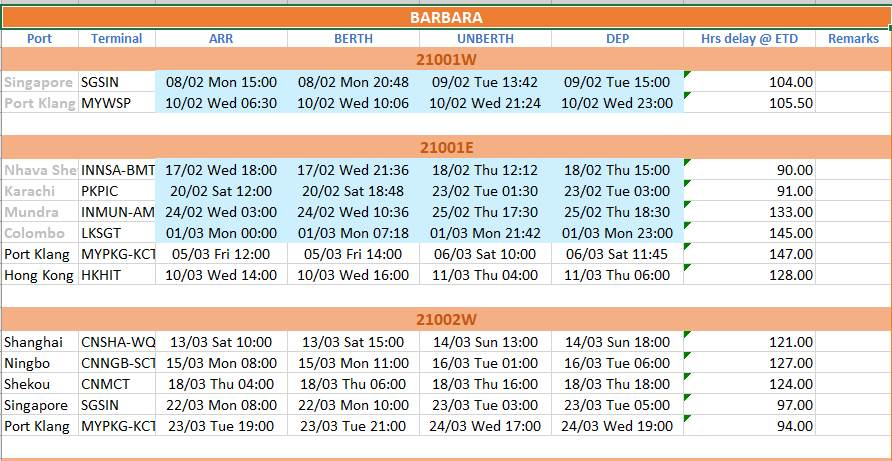 BARBARA
Port Terminal ARR BERTH UNBERTH DEP Hrs delay @ ETD Remarks
21001W
Singapore SGSIN 08/02 Mon 15:00 08/02 Mon 20:48 09/02 Tue 13:42 09/02 Tue 15:00 104.00
Port Klang MYWSP 10/02 Wed 06:30 10/02 Wed 10:06 10/02 Wed 21:24 10/02 Wed 23:00 105.50
21001E
Nhava She INNSA-BMT 17/02 Wed 18:00 17/02 Wed 21:36 18/02 Thu 12:12 18/02 Thu 15:00 90.00
Karachi PKPIC 20/02 Sat 12:00 20/02 Sat 18:48 23/02 Tue 01:30 23/02 Tue 03:00 91.00
Mundra INMUN-AM 24/02 Wed 03:00 24/02 Wed 10:36 25/02 Thu 17:30 25/02 Thu 18:30 133.00
Colombo LKSGT 01/03 Mon 00:00 01/03 Mon 07:18 01/03 Mon 21:42 01/03 Mon 23:00 145.00
Port Klang MYPKG-KCT 05/03 Fri 12:00 05/03 Fri 14:00 06/03 Sat 10:00 06/03 Sat 11:45 147.00
Hong Kong HKHIT 10/03 Wed 14:00 10/03 Wed 16:00 11/03 Thu 04:00 11/03 Thu 06:00 128.00
21002W
Shanghai CNSHA-WQ 13/03 Sat 10:00 13/03 Sat 15:00 14/03 Sun 13:00 14/03 Sun 18:00 121.00
Ningbo CNNGB-SCT 15/03 Mon 08:00 15/03 Mon 11:00 16/03 Tue 01:00 16/03 Tue 06:00 127.00
Shekou CNMCT 18/03 Thu 04:00 18/03 Thu 06:00 18/03 Thu 16:00 18/03 Thu 18:00 124.00
Singapore SGSIN 22/03 Mon 08:00 22/03 Mon 10:00 23/03 Tue 03:00 23/03 Tue 05:00 97.00
Port Klang MYPKG-KCT 23/03 Tue 19:00 23/03 Tue 21:00 24/03 Wed 17:00 24/03 Wed 19:00 94.00